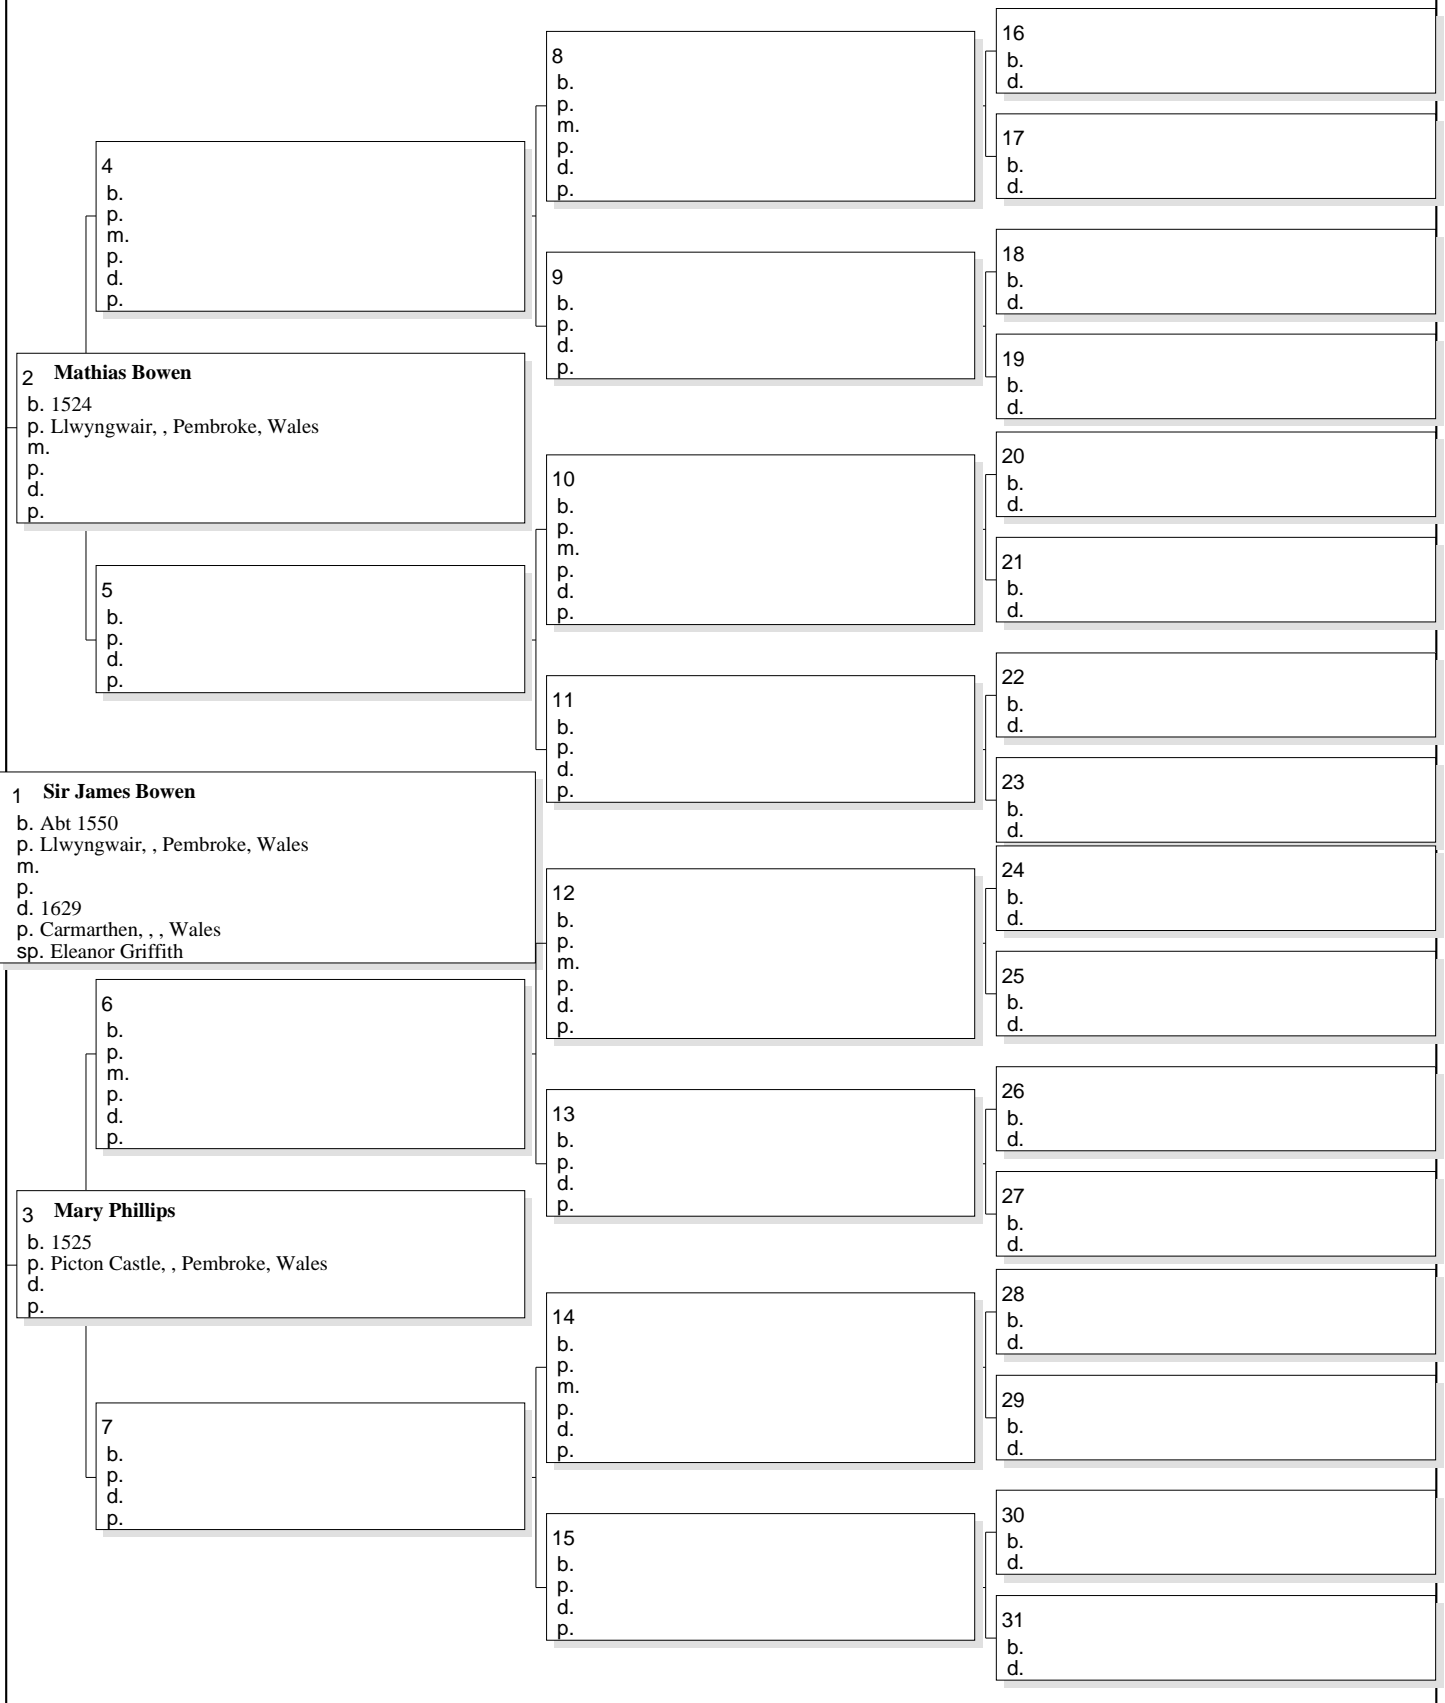 4
b.
p.
m.
p.
d.
p.
2 Mathias Bowen
b. 1524
p. Llwyngwair, , Pembroke, Wales
m.
p.
d.
p.
5
b.
p.
d.
p.
1 Sir James Bowen
b. Abt 1550
p. Llwyngwair, , Pembroke, Wales
m.
p.
d. 1629
p. Carmarthen, , , Wales
sp. Eleanor Griffith
6
b.
p.
m.
p.
d.
p.
3 Mary Phillips
b. 1525
p. Picton Castle, , Pembroke, Wales
d.
p.
7
b.
p.
d.
p.
8
b.
p.
m.
p.
d.
p.
9
b.
p.
d.
p.
10
b.
p.
m.
p.
d.
p.
11
b.
p.
d.
p.
12
b.
p.
m.
p.
d.
p.
13
b.
p.
d.
p.
14
b.
p.
m.
p.
d.
p.
15
b.
p.
d.
p.
16
b.
d.
17
b.
d.
18
b.
d.
19
b.
d.
20
b.
d.
21
b.
d.
22
b.
d.
23
b.
d.
24
b.
d.
25
b.
d.
26
b.
d.
27
b.
d.
28
b.
d.
29
b.
d.
30
b.
d.
31
b.
d.